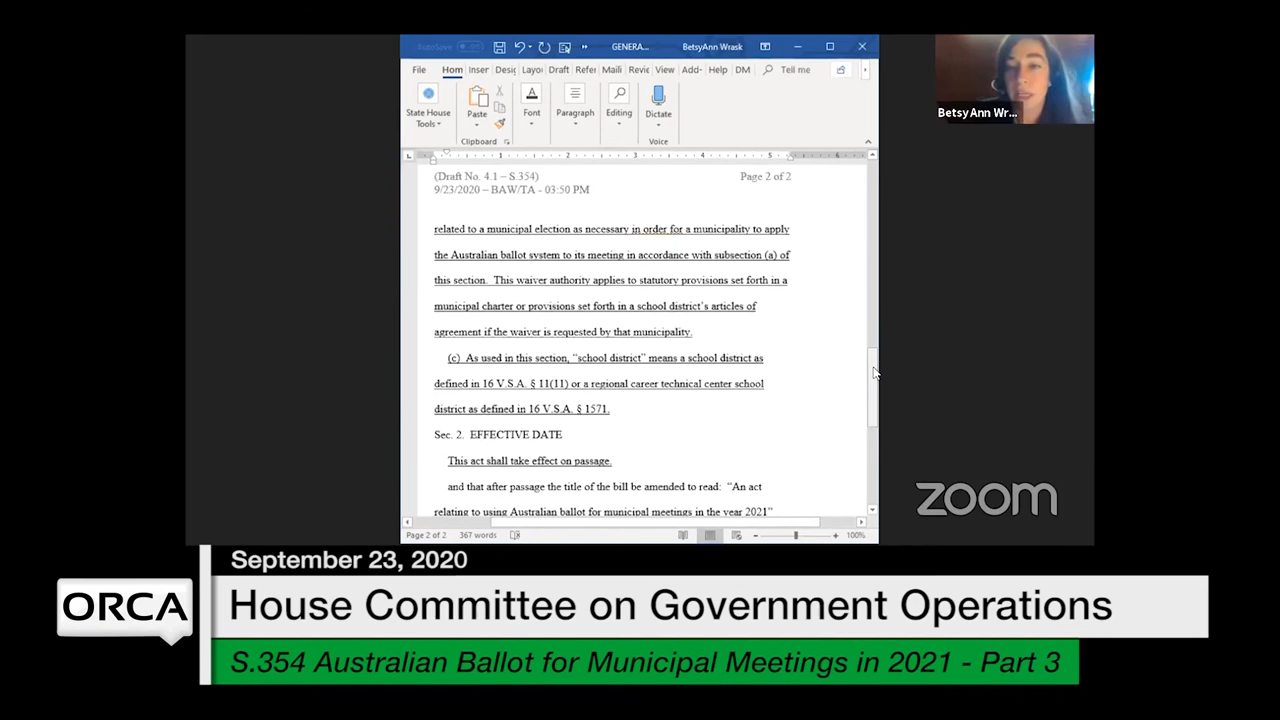 AutoSave
GENERA...
BetsyAnn Wrask
File Hom Inser Desig Layou Draft Refer Maili Revie View Add- Help DM Tell me
State House
Tools
Paste
Font
Paragraph
Editing
Dictate
Clipboard
Voice
1 2 3 4 5 6
(Draft No. 4.1 – S.354) Page 2 of 2
9/23/2020 – BAW/TA - 03:50 PM
related to a municipal election as necessary in order for a municipality to apply
the Australian ballot system to its meeting in accordance with subsection (a) of
this section. This waiver authority applies to statutory provisions set forth in a
municipal charter or provisions set forth in a school district’s articles of
agreement if the waiver is requested by that municipality.
(c) As used in this section, “school district” means a school district as
defined in 16 V.S.A. § 11(11) or a regional career technical center school
district as defined in 16 V.S.A. § 1571.
Sec. 2. EFFECTIVE DATE
This act shall take effect on passage.
and that after passage the title of the bill be amended to read: “An act
relating to using Australian ballot for municipal meetings in the year 2021”
Page 2 of 2 367 words 100%
Betsy Ann Wr...
zoom
September 23, 2020
ORCA
House Committee on Government Operations
S.354 Australian Ballot for Municipal Meetings in 2021 - Part 3